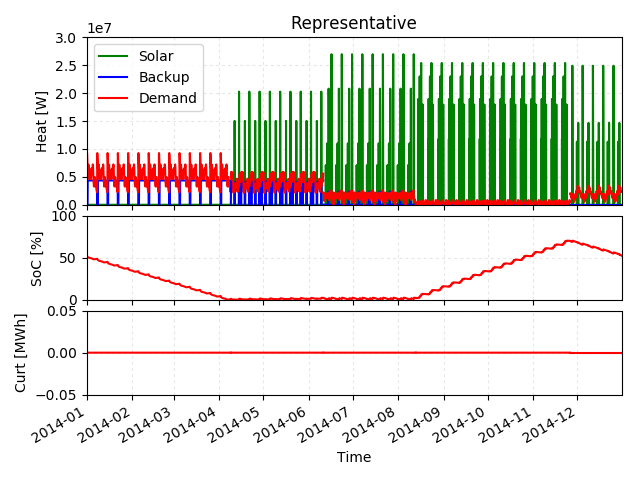 Representative
1e7
3.0
2.5
2.0
1.5
1.0
0.5
0.0
Heat [W]
Solar
Backup
Demand
100
50
0
SoC [%]
0.05
0.00
−0.05
Curt [MWh]
2014-01
2014-02
2014-03
2014-04
2014-05
2014-06
2014-07
2014-08
2014-09
2014-10
2014-11
2014-12
Time